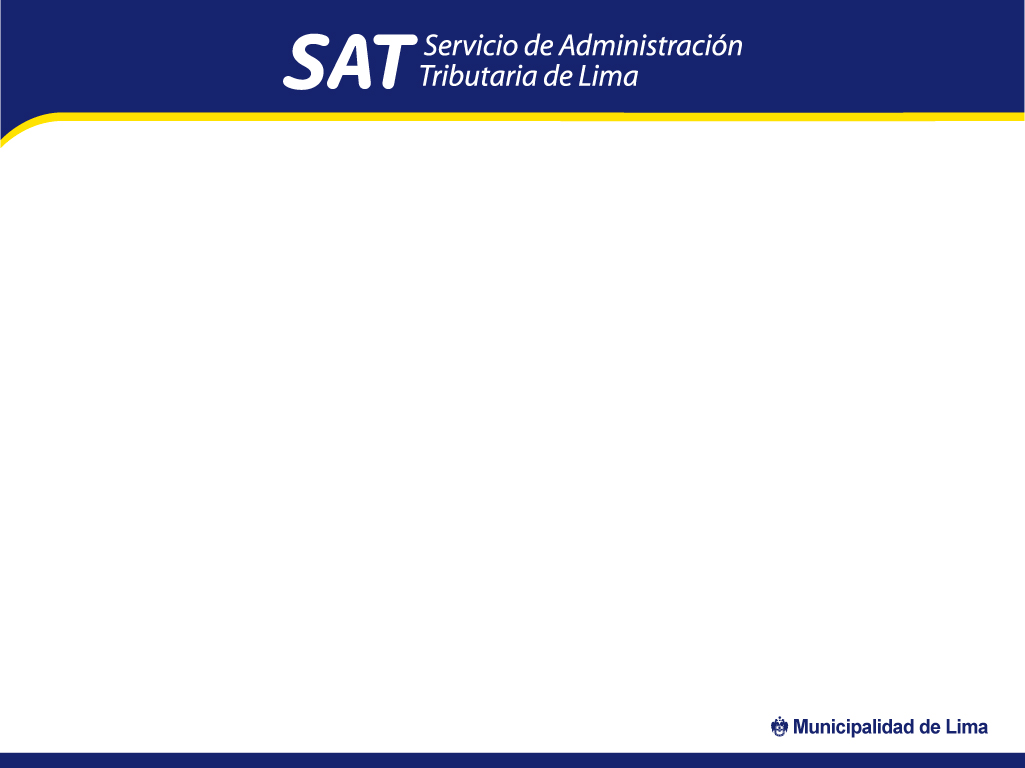 SAT Servicio de Administración
Tributaria de Lima
Municipalidad de Lima